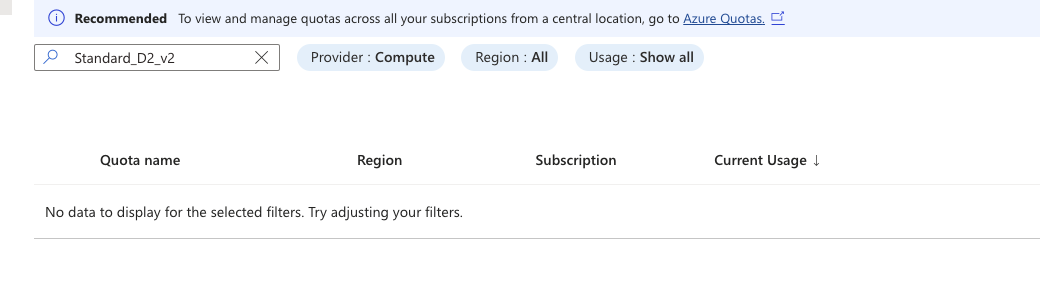 Recommended To view and manage quotas across all your subscriptions from a central location, go to Azure Quotas.
Standard_D2_v2 Provider : Compute Region : All Usage : Show all
Quota name Region Subscription Current Usage ↓
No data to display for the selected filters. Try adjusting your filters.